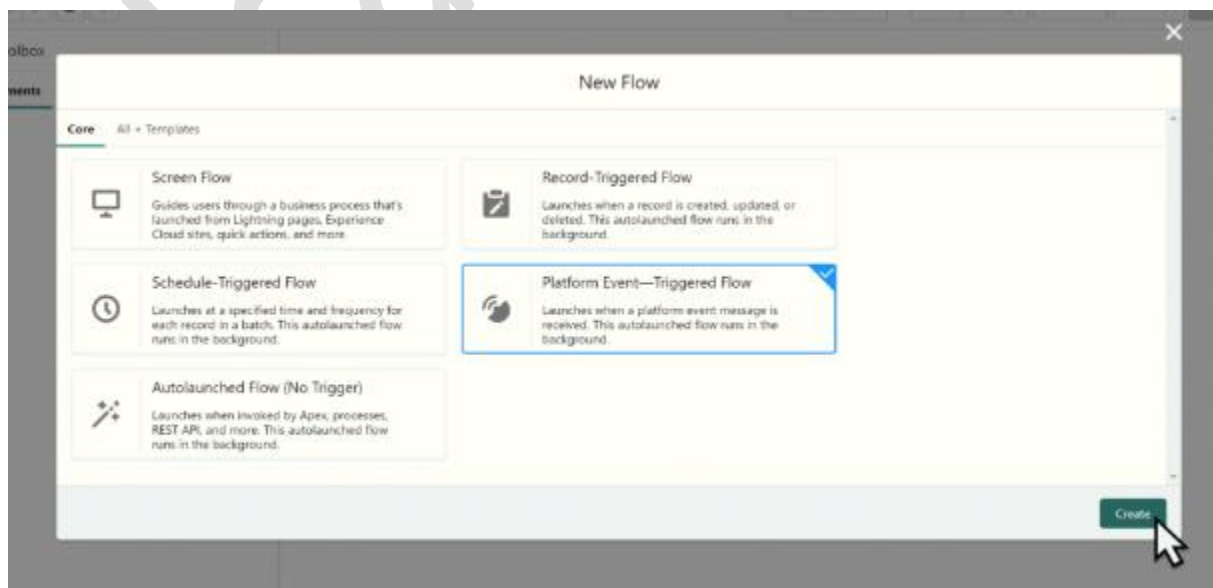 olbox
ments
New Flow
Core
All + Templates
Screen Flow
Guides users through a business process that's
launched from Lightning pages, Experience
Cloud sites, quick actions, and more.
Record-Triggered Flow
Launches when a record is created, updated, or
deleted. This autolaunched flow runs in the
background.
Schedule-Triggered Flow
Launches at a specified time and frequency for
each record in a batch. This autolaunched flow
runs in the background.
Platform Event—Triggered Flow
Launches when a platform event message is
received. This autolaunched flow runs in the
background.
Autolaunched Flow (No Trigger)
Launches when invoked by Apex, processes,
REST API, and more. This autolaunched flow
runs in the background.
Create